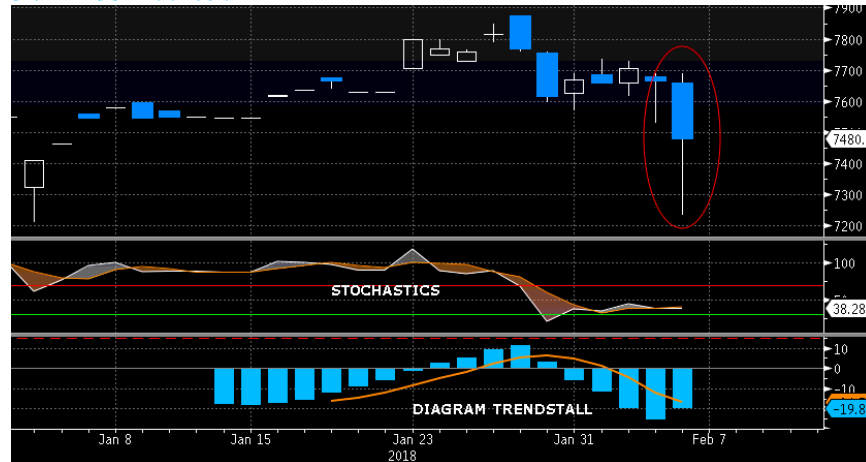 7900
7800
7700
7600
7480.
7400
7300
7200
100
STOCHASTICS
38.28
10
-0
-10
DIAGRAM TRENDSTALL
-19.8
Jan 8
Jan 15
Jan 23
Jan 31
Feb 7
2018